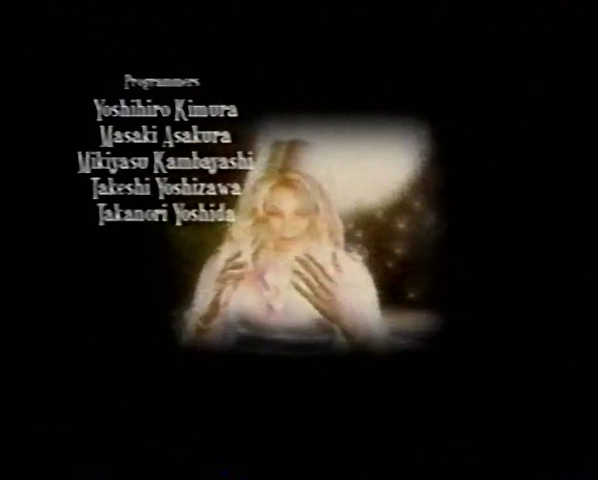 Programmers
Yoshihiro Kimura
Masaki Asakura
Mikiyasu Kambayashi
Takeshi Yoshizawa
Takanori Yoshida